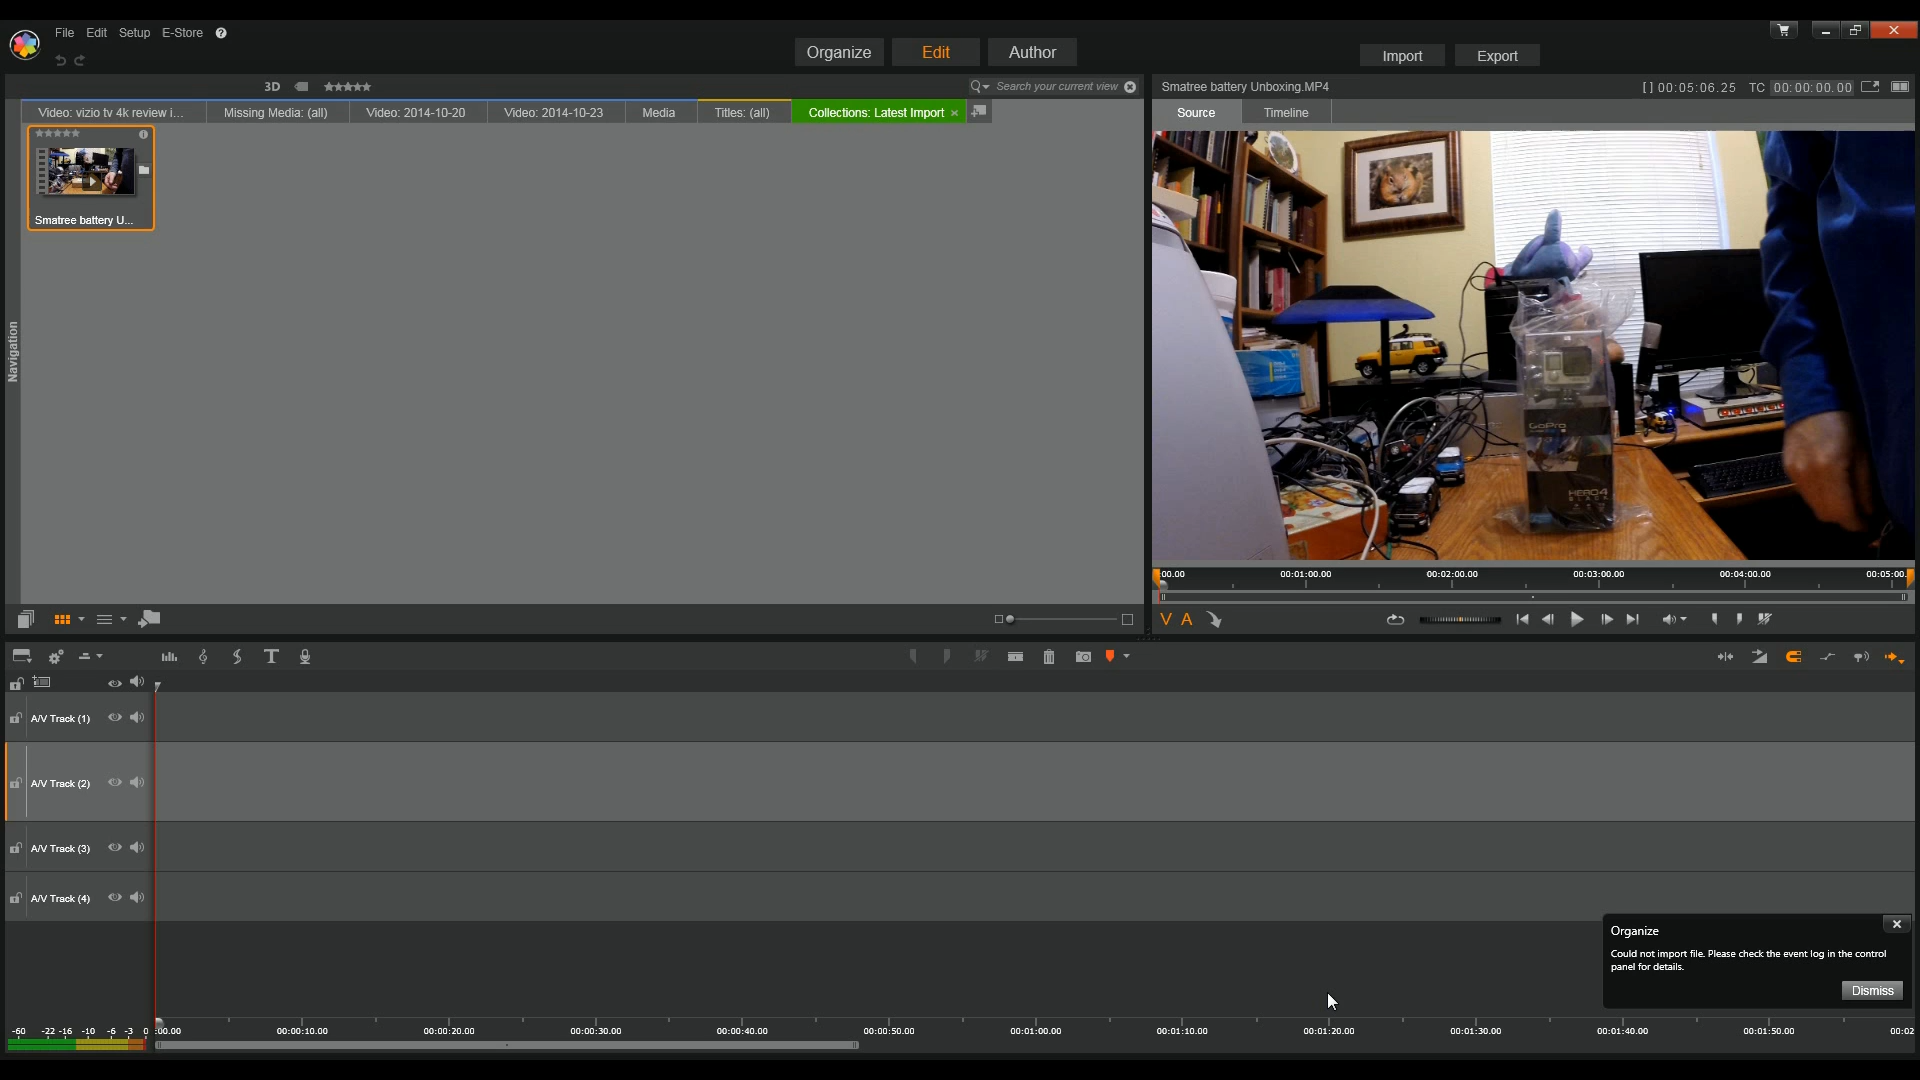 File Edit Setup E-Store ?
Organize Edit Author
Import Export
3D
Search your current view
Smatree battery Unboxing.MP4
[ ] 00:05:06.25 TC 00:00:00.00
Video: vizio tv 4k review i...
Missing Media: (all)
Video: 2014-10-20
Video: 2014-10-23
Media
Titles: (all)
Collections: Latest Import
Source
Timeline
Smatree battery U...
Navigation
GoPro
HERO4
BLACK
:00.00 00:01:00.00 00:02:00.00 00:03:00.00 00:04:00.00 00:05:00.
V A
A/V Track (1)
A/V Track (2)
A/V Track (3)
A/V Track (4)
Organize
Could not import file. Please check the event log in the control
panel for details.
Dismiss
-60 -22 -16 -10 -6 -3 0
:00.00 00:00:10.00 00:00:20.00 00:00:30.00 00:00:40.00 00:00:50.00 00:01:00.00 00:01:10.00 00:01:20.00 00:01:30.00 00:01:40.00 00:01:50.00 00:02